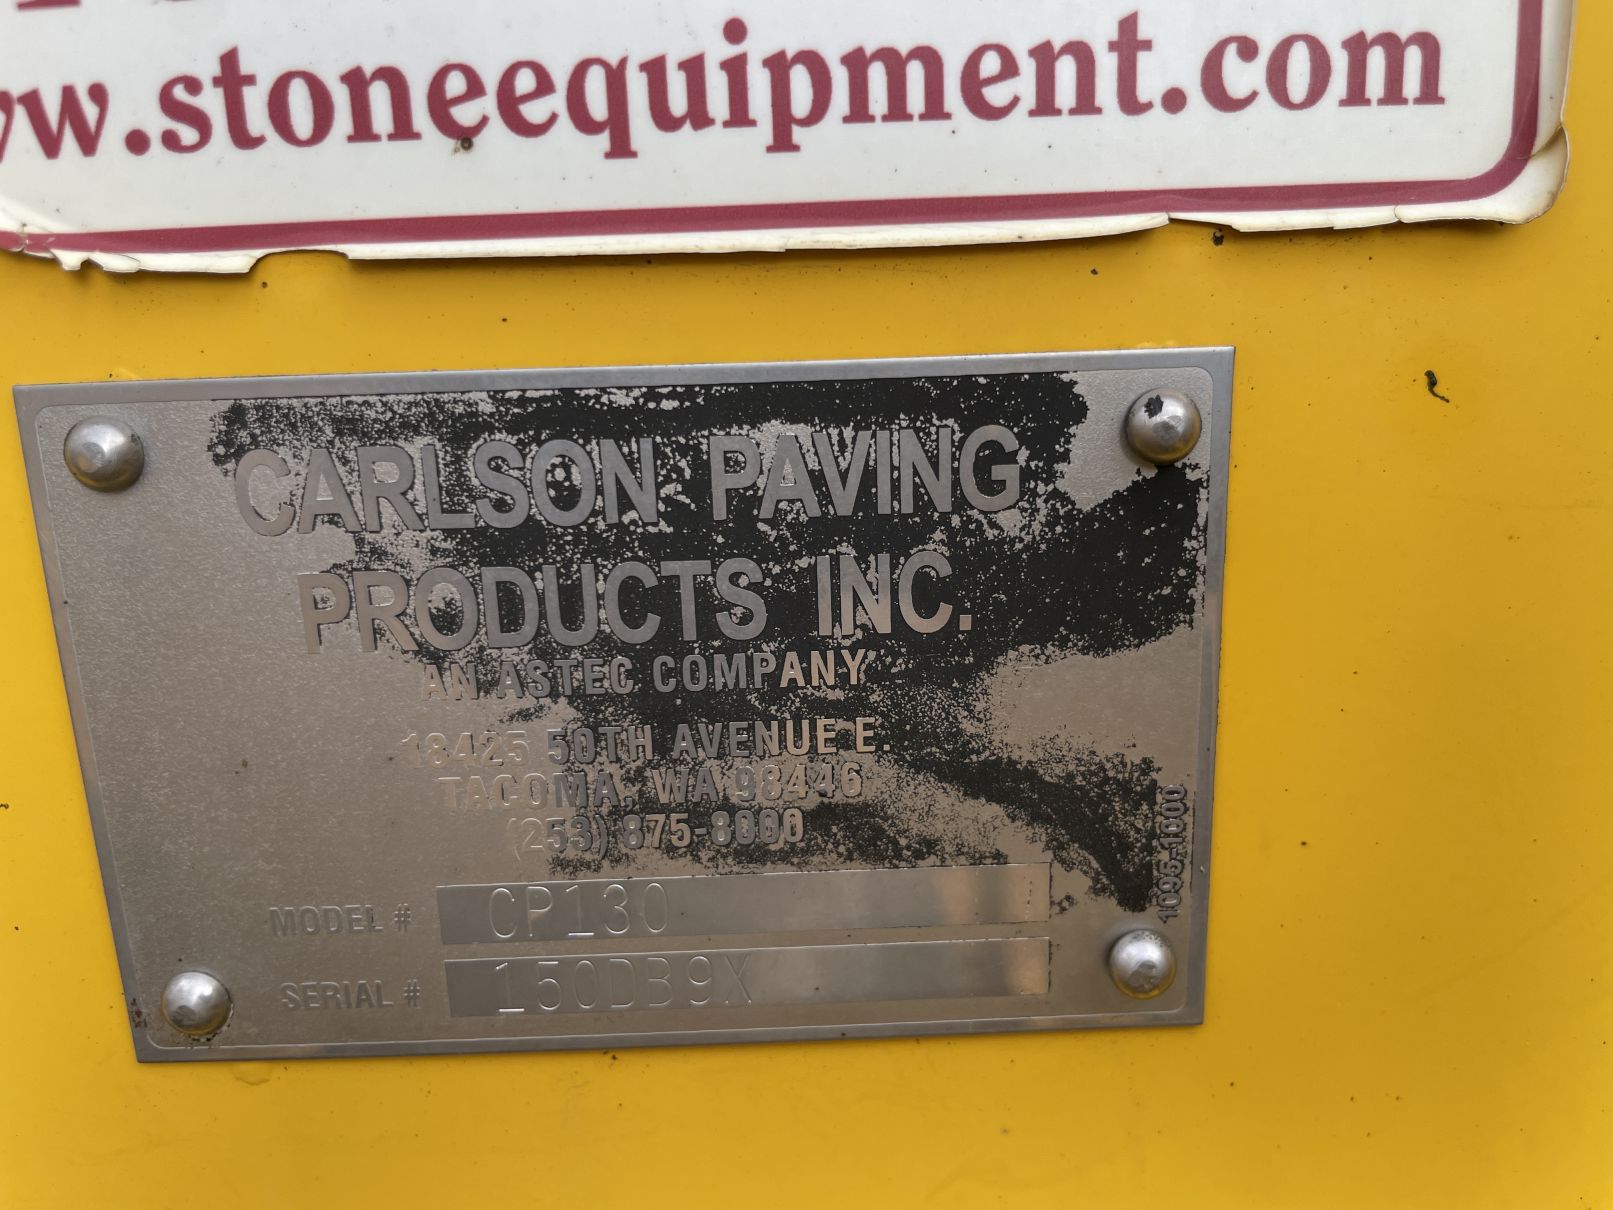 w.stoneequipment.com
CARLSON PAVING
PRODUCTS INC.
AN ASTEC COMPANY
18425 50TH AVENUE E.
TACOMA, WA 98446
(253) 875-8000
MODEL # CP130
SERIAL # 150DB9X
1095-1000